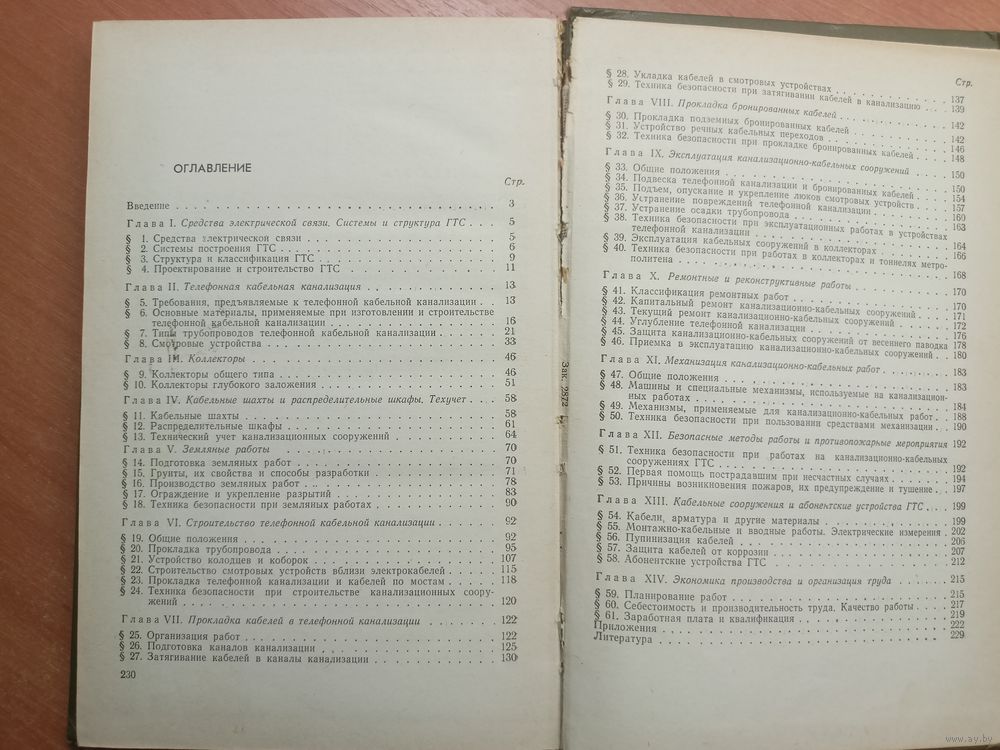 ОГЛАВЛЕНИЕ
Стр.
Введение . . . 3
Глава I. Средства электрической связи. Системы и структура ГТС . . . 5
§ 1. Средства электрической связи . . . 5
§ 2. Системы построения ГТС . . . 6
§ 3. Структура и классификация ГТС . . . 9
§ 4. Проектирование и строительство ГТС . . . 11
Глава II. Телефонная кабельная канализация . . . 13
§ 5. Требования, предъявляемые к телефонной кабельной канализации . . . 13
§ 6. Основные материалы, применяемые при изготовлении и строительстве
телефонной кабельной канализации . . . 16
§ 7. Типы трубопроводов телефонной кабельной канализации . . . 21
§ 8. Смотровые устройства . . . 33
Глава III. Коллекторы . . . 46
§ 9. Коллекторы общего типа . . . 46
§ 10. Коллекторы глубокого заложения . . . 51
Глава IV. Кабельные шахты и распределительные шкафы. Техучет . . . 58
§ 11. Кабельные шахты . . . 58
§ 12. Распределительные шкафы . . . 61
§ 13. Технический учет канализационных сооружений . . . 64
Глава V. Земляные работы . . . 70
§ 14. Подготовка земляных работ . . . 70
§ 15. Грунты, их свойства и способы разработки . . . 71
§ 16. Производство земляных работ . . . 78
§ 17. Ограждение и укрепление разрытий . . . 83
§ 18. Техника безопасности при земляных работах . . . 90
Глава VI. Строительство телефонной кабельной канализации . . . 92
§ 19. Общие положения . . . 92
§ 20. Прокладка трубопровода . . . 95
§ 21. Устройство колодцев и коробок . . . 107
§ 22. Строительство смотровых устройств вблизи электрокабелей . . . 115
§ 23. Прокладка телефонной канализации и кабелей по мостам . . . 118
§ 24. Техника безопасности при строительстве канализационных соору-
жений . . . 120
Глава VII. Прокладка кабелей в телефонной канализации . . . 122
§ 25. Организация работ . . . 122
§ 26. Подготовка каналов канализации . . . 125
§ 27. Затягивание кабелей в каналы канализации . . . 130
230
Зак. 2872
Стр.
§ 28. Укладка кабелей в смотровых устройствах . . . 137
§ 29. Техника безопасности при затягивании кабелей в канализацию . . . 139
Глава VIII. Прокладка бронированных кабелей . . . 142
§ 30. Прокладка подземных бронированных кабелей . . . 142
§ 31. Устройство речных кабельных переходов . . . 146
§ 32. Техника безопасности при прокладке бронированных кабелей . . . 148
Глава IX. Эксплуатация канализационно-кабельных сооружений . . . 150
§ 33. Общие положения . . . 150
§ 34. Подвеска телефонной канализации и бронированных кабелей . . . 154
§ 35. Подъем, опускание и укрепление люков смотровых устройств . . . 157
§ 36. Устранение повреждений телефонной канализации . . . 160
§ 37. Устранение осадки трубопровода . . . 163
§ 38. Техника безопасности при эксплуатационных работах в устройствах
телефонной канализации . . . 164
§ 39. Эксплуатация кабельных сооружений в коллекторах . . . 166
§ 40. Техника безопасности при работах в коллекторах и тоннелях метро-
политена . . . 168
Глава X. Ремонтные и реконструктивные работы . . . 170
§ 41. Классификация ремонтных работ . . . 170
§ 42. Капитальный ремонт канализационно-кабельных сооружений . . . 171
§ 43. Текущий ремонт канализационно-кабельных сооружений . . . 172
§ 44. Углубление телефонной канализации . . . 176
§ 45. Защита канализационно-кабельных сооружений от весеннего паводка 178
§ 46. Приемка в эксплуатацию канализационно-кабельных сооружений . . . 180
Глава XI. Механизация канализационно-кабельных работ . . . 183
§ 47. Общие положения . . . 183
§ 48. Машины и специальные механизмы, используемые на канализацион-
ных работах . . . 184
§ 49. Механизмы, применяемые для канализационно-кабельных работ . 188
§ 50. Техника безопасности при пользовании средствами механизации . . 190
Глава XII. Безопасные методы работы и противопожарные мероприятия 192
§ 51. Техника безопасности при работах на канализационно-кабельных
сооружениях ГТС . . . 192
§ 52. Первая помощь пострадавшим при несчастных случаях . . . 194
§ 53. Причины возникновения пожаров, их предупреждение и тушение . . 197
Глава XIII. Кабельные сооружения и абонентские устройства ГТС . . . 199
§ 54. Кабели, арматура и другие материалы . . . 199
§ 55. Монтажно-кабельные и вводные работы. Электрические измерения . 202
§ 56. Пупинизация кабелей . . . 206
§ 57. Защита кабелей от коррозии . . . 207
§ 58. Абонентские устройства ГТС . . . 212
Глава XIV. Экономика производства и организация труда . . . 215
§ 59. Планирование работ . . . 215
§ 60. Себестоимость и производительность труда. Качество работы . . . 217
§ 61. Заработная плата и квалификация . . . 219
Приложения . . . 222
Литература . . . 229
www.ay.by